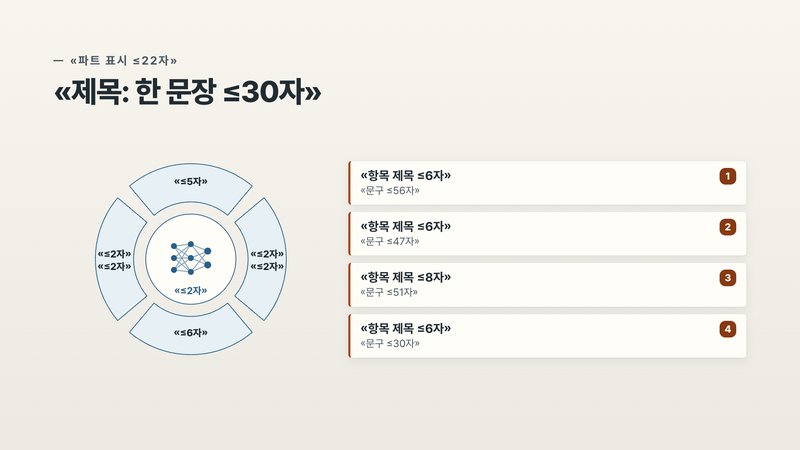 — «파트 표시 ≤22자»
«제목: 한 문장 ≤30자»
«≤5자»
«≤2자»
«≤2자»
«≤2자»
«≤2자»
«≤2자»
«≤6자»
«항목 제목 ≤6자»
1
«문구 ≤56자»
«항목 제목 ≤6자»
2
«문구 ≤47자»
«항목 제목 ≤8자»
3
«문구 ≤51자»
«항목 제목 ≤6자»
4
«문구 ≤30자»